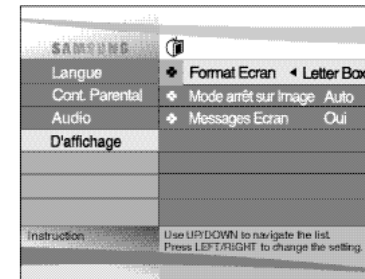 SAMSUNG
Langue
Cont. Parental
Audio
D'affichage
Format Ecran Letter Box
Mode arrêt sur Image Auto
Messages Ecran Oui
Instruction
Use UP/DOWN to navigate the list.
Press LEFT/RIGHT to change the setting.